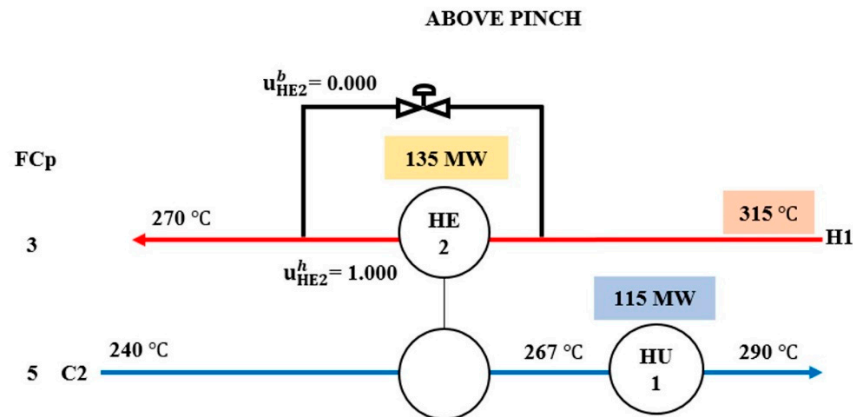 ABOVE PINCH
u^b_HE2 = 0.000
135 MW
FCp
270 °C
HE
2
315 °C
3
H1
u^h_HE2 = 1.000
115 MW
240 °C
267 °C
HU
1
290 °C
5 C2